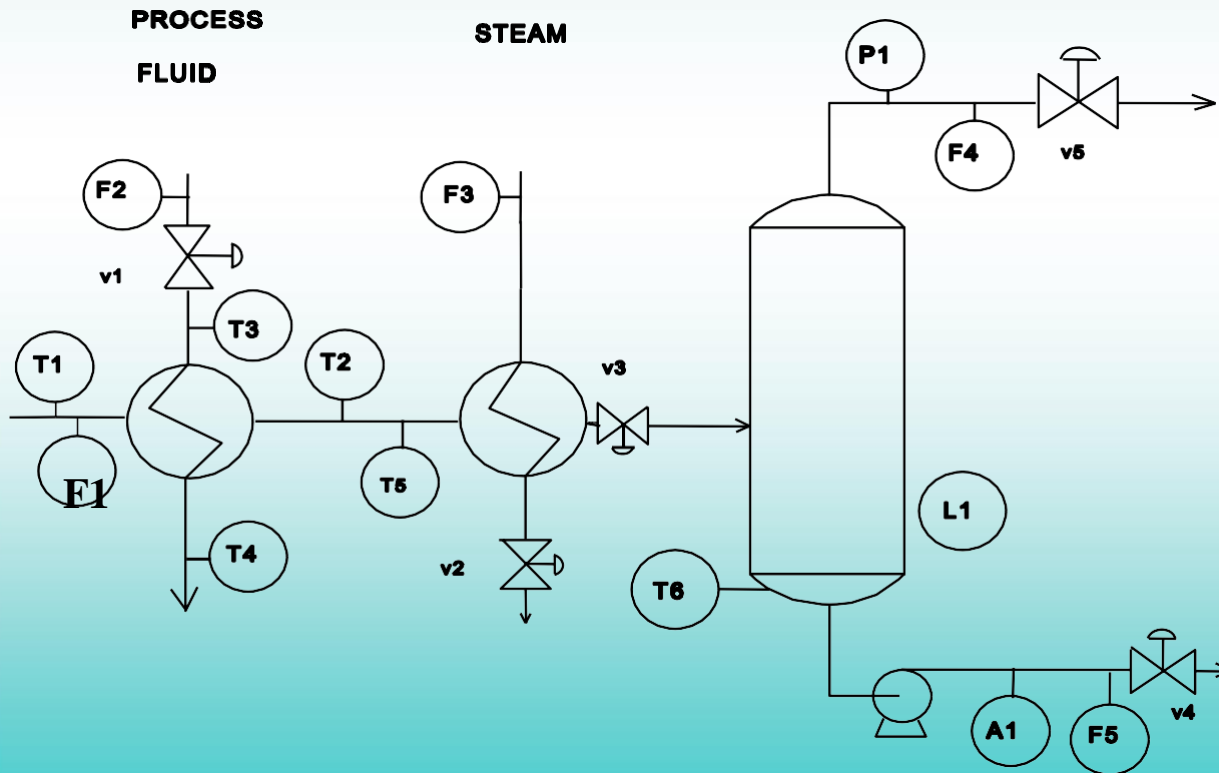 PROCESS
FLUID
STEAM
P1
F4
v5
F2
F3
v1
T3
T1
T2
v3
F1
T5
L1
T4
v2
T6
A1
F5
v4